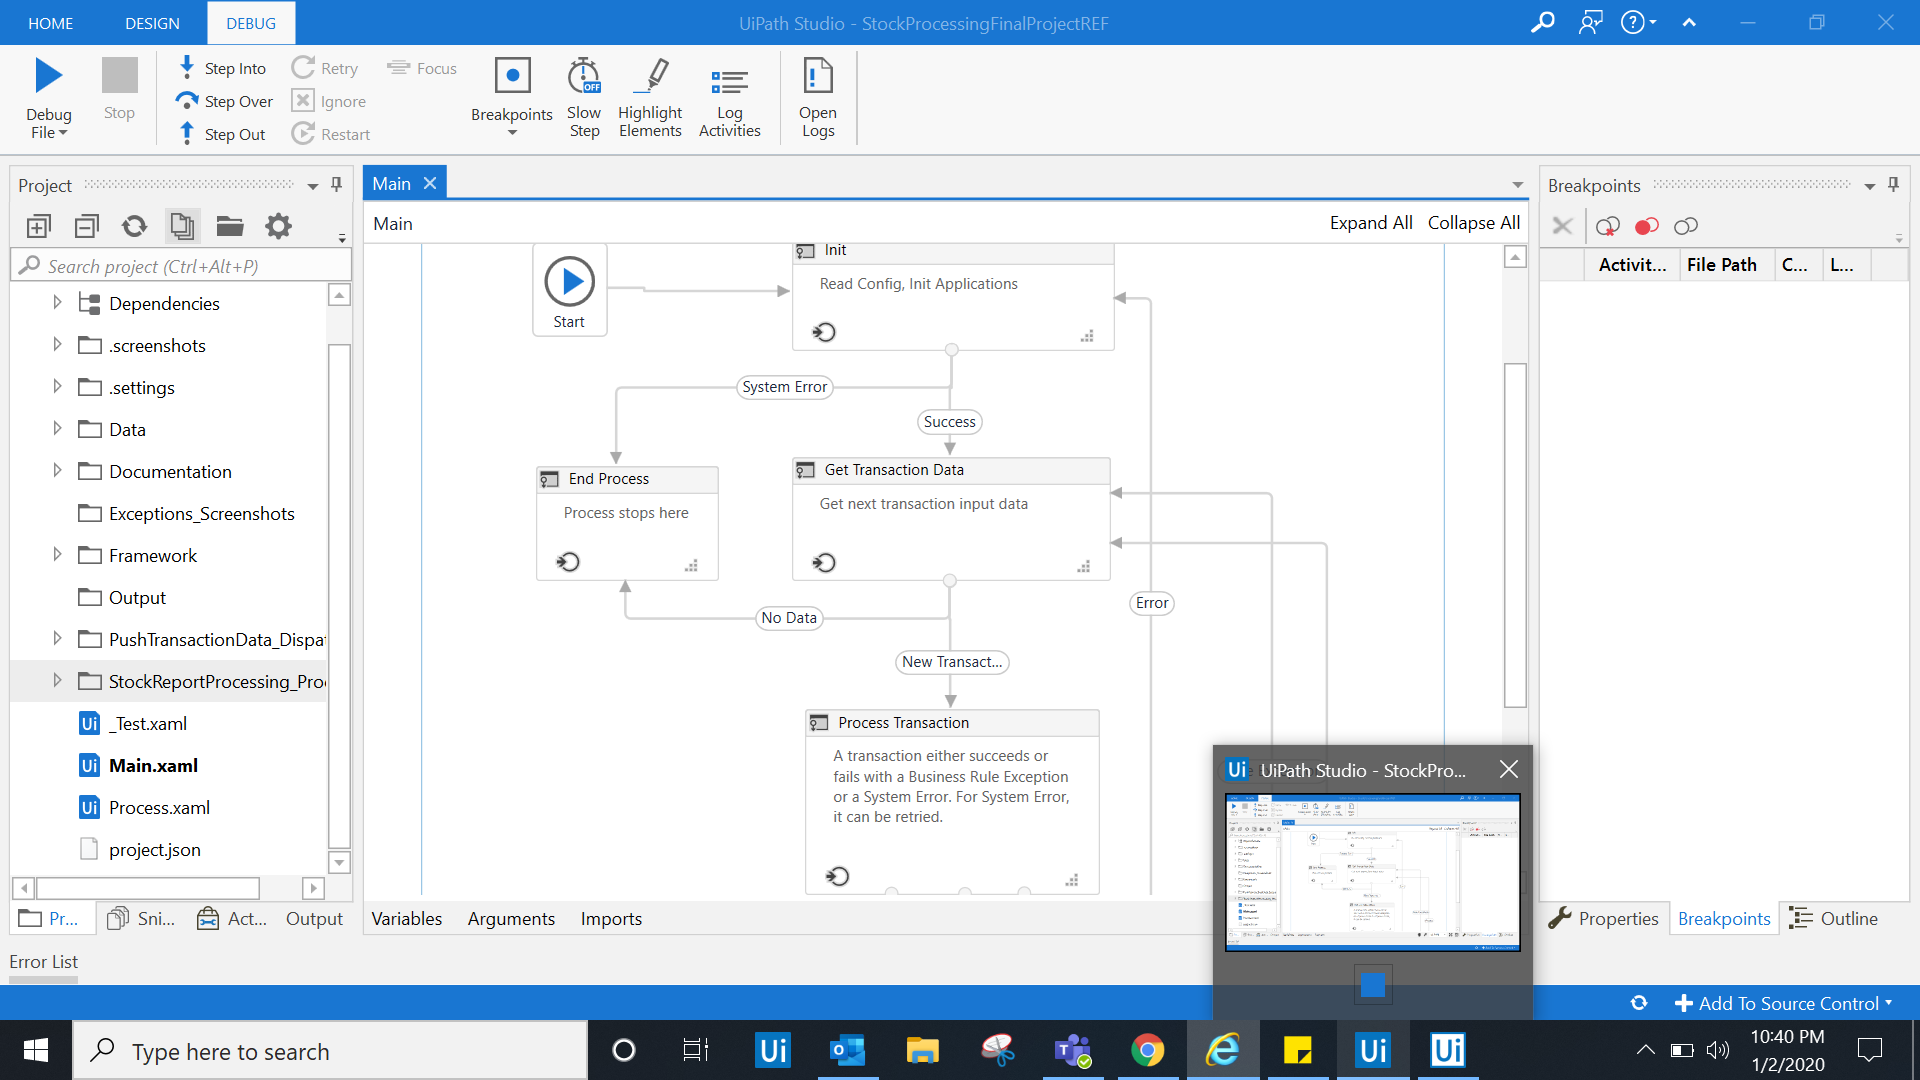 HOME DESIGN DEBUG
UiPath Studio - StockProcessingFinalProjectREF
Debug File
Stop
Step Into
Step Over
Step Out
Retry
Ignore
Restart
Focus
Breakpoints
Slow Step
Highlight Elements
Log Activities
Open Logs
Project
Search project (Ctrl+Alt+P)
Dependencies
.screenshots
.settings
Data
Documentation
Exceptions_Screenshots
Framework
Output
PushTransactionData_Dispat
StockReportProcessing_Pro
_Test.xaml
Main.xaml
Process.xaml
project.json
Pr...
Sni...
Act...
Output
Main
Main
Expand All Collapse All
Start
Init
Read Config, Init Applications
System Error
Success
End Process
Process stops here
Get Transaction Data
Get next transaction input data
No Data
Error
New Transact...
Process Transaction
A transaction either succeeds or
fails with a Business Rule Exception
or a System Error. For System Error,
it can be retried.
Variables Arguments Imports
Breakpoints
Activit... File Path C... L...
Properties Breakpoints Outline
UiPath Studio - StockPro...
Error List
Add To Source Control
Type here to search
10:40 PM
1/2/2020